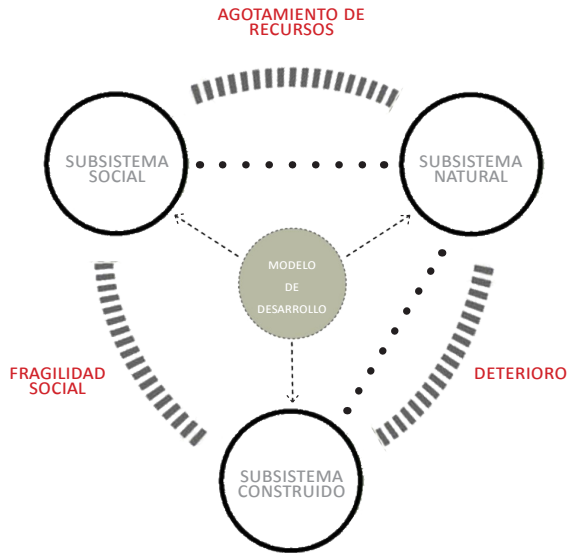 AGOTAMIENTO DE
RECURSOS
SUBSISTEMA
SOCIAL
SUBSISTEMA
NATURAL
MODELO
DE
DESARROLLO
FRAGILIDAD
SOCIAL
DETERIORO
SUBSISTEMA
CONSTRUIDO